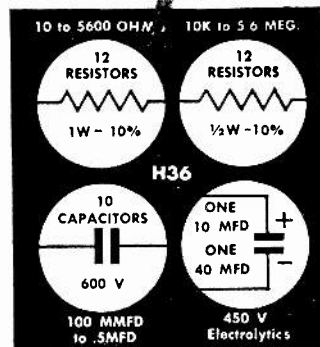 10 to 5600 OHMS
10K to 5.6 MEG.
12
RESISTORS
1W - 10%
12
RESISTORS
½W - 10%
H36
10
CAPACITORS
600 V
ONE
10 MFD
ONE
40 MFD
+
−
100 MMFD
to .5MFD
450 V
Electrolytics